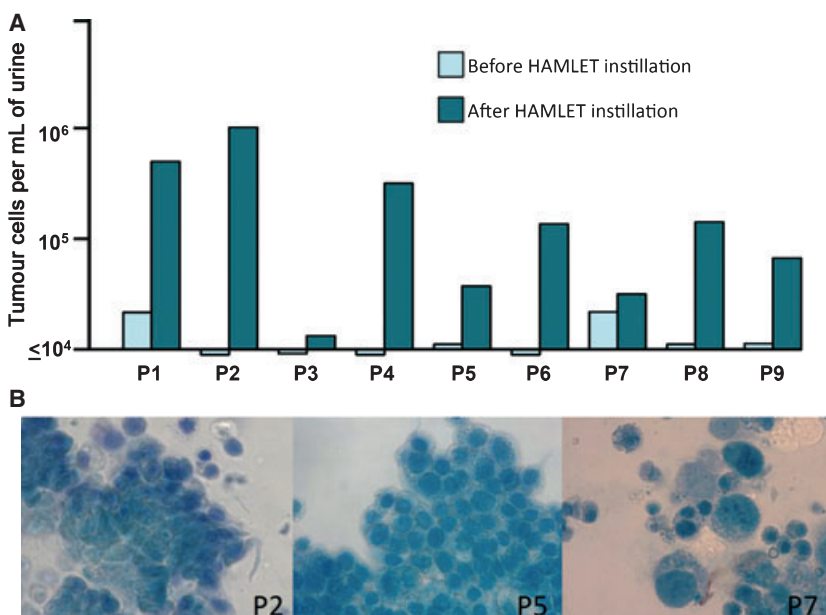 A
Tumour cells per mL of urine
Before HAMLET instillation
After HAMLET instillation
10⁶
10⁵
≤10⁴
P1 P2 P3 P4 P5 P6 P7 P8 P9
B
P2 P5 P7